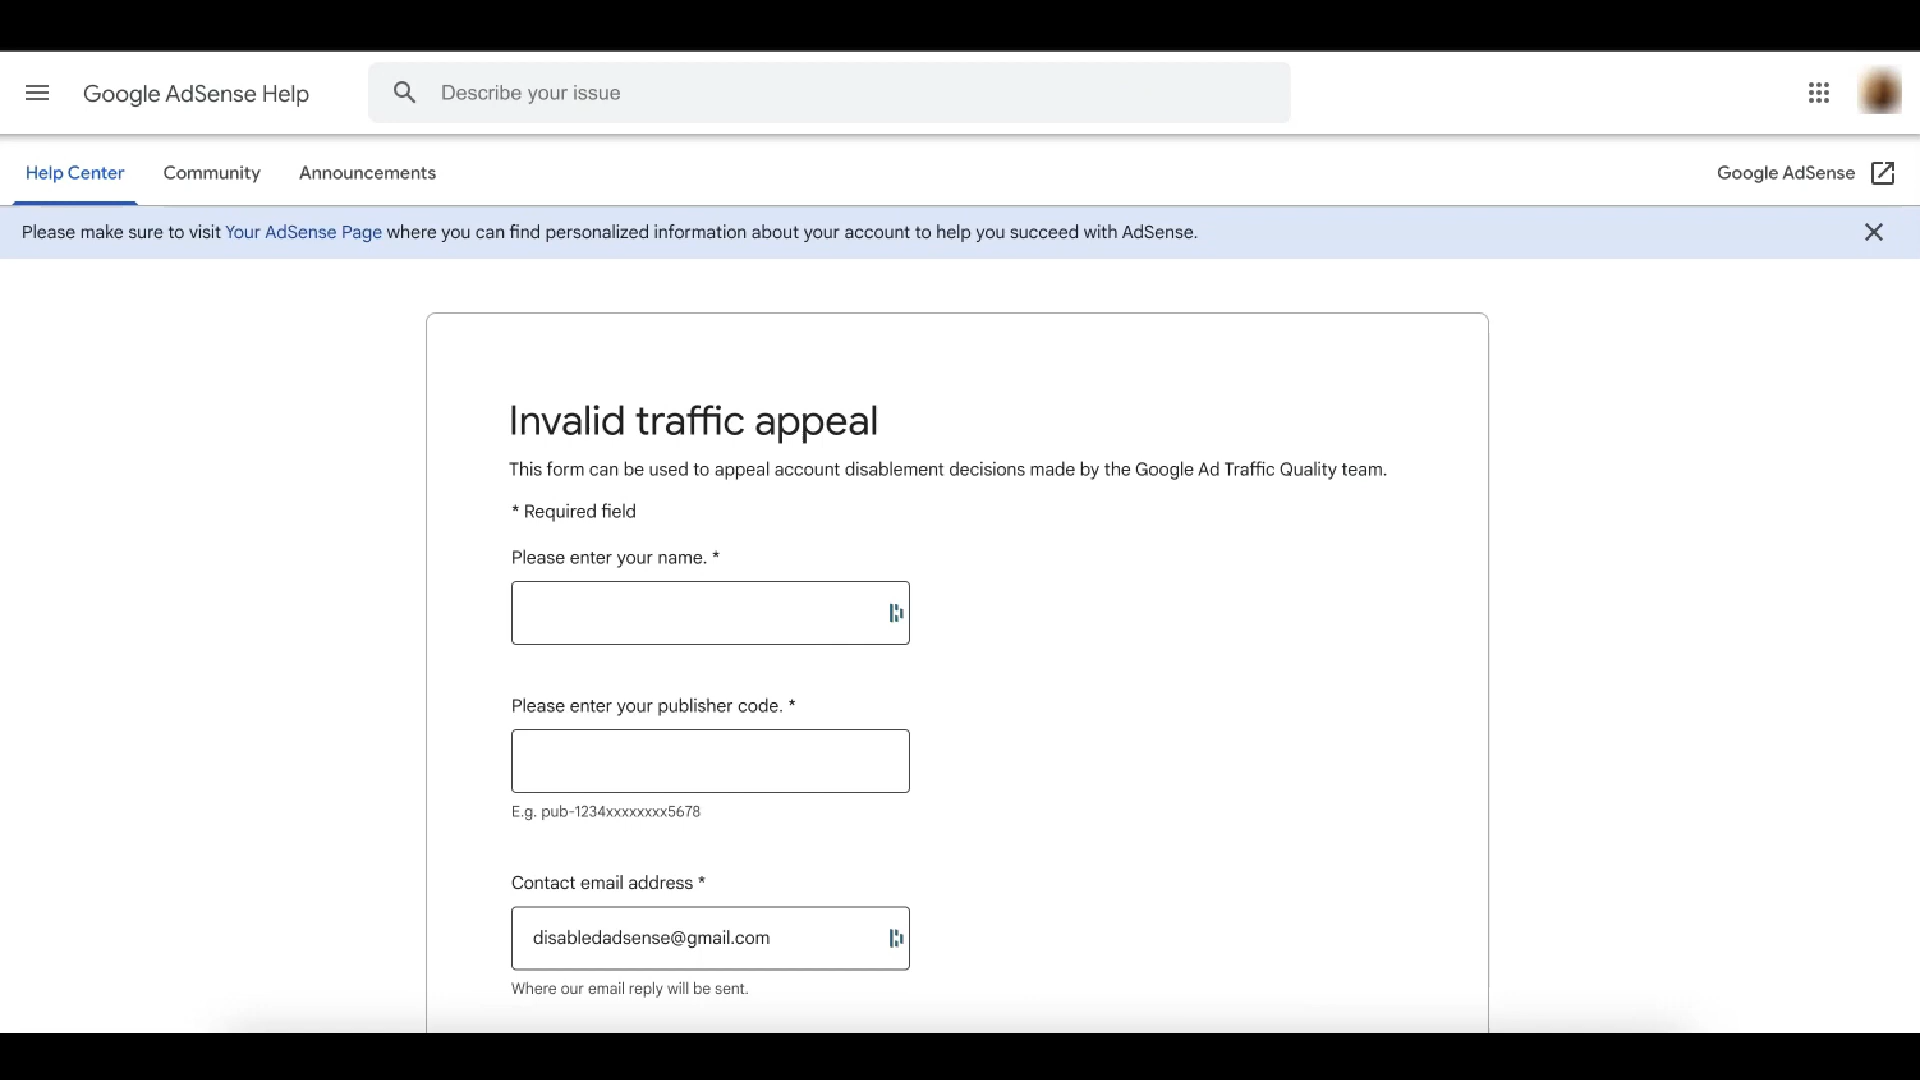 Google AdSense Help
Describe your issue
Help Center
Community
Announcements
Google AdSense
Please make sure to visit Your AdSense Page where you can find personalized information about your account to help you succeed with AdSense.
Invalid traffic appeal
This form can be used to appeal account disablement decisions made by the Google Ad Traffic Quality team.
* Required field
Please enter your name. *
Please enter your publisher code. *
E.g. pub-1234xxxxxxxx5678
Contact email address *
disabledadsense@gmail.com
Where our email reply will be sent.